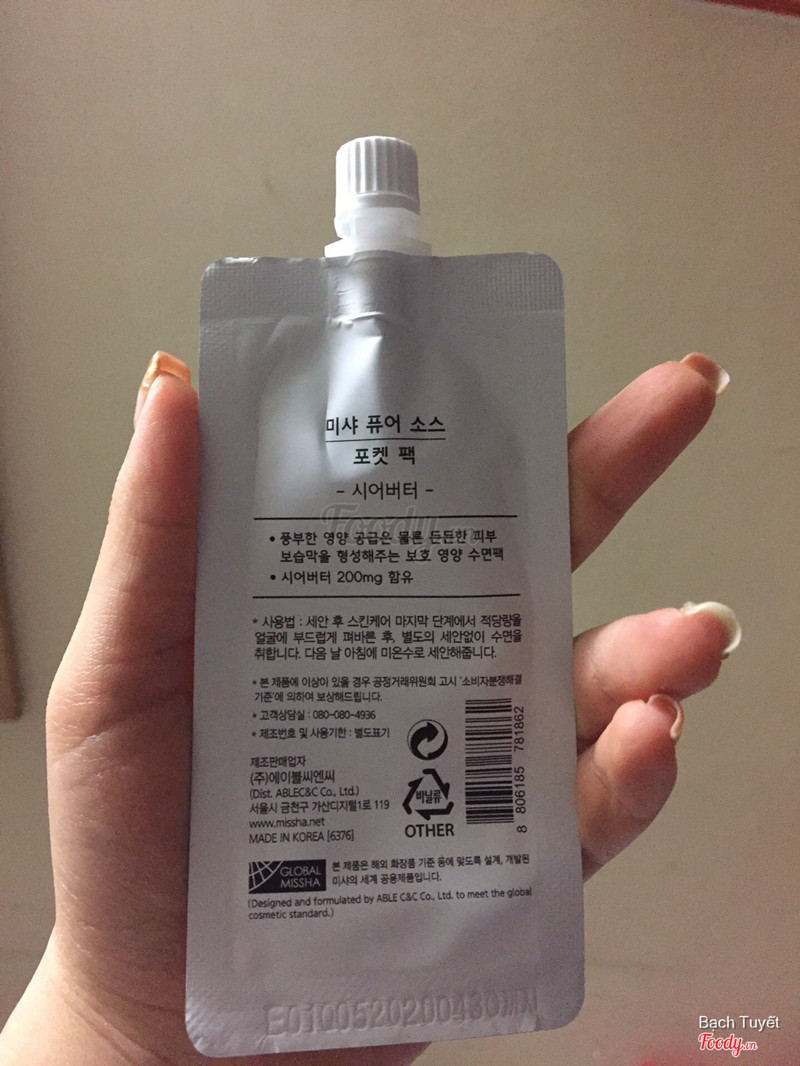 미샤 퓨어 소스
포켓 팩
- 시어버터 -
Foody.vn
• 풍부한 영양 공급은 물론 든든한 피부
보습막을 형성해주는 보호 영양 수면팩
• 시어버터 200mg 함유
* 사용법 : 세안 후 스킨케어 마지막 단계에서 적당량을
얼굴에 부드럽게 펴바른 후, 별도의 세안없이 수면을
취합니다. 다음 날 아침에 미온수로 세안해줍니다.
* 본 제품에 이상이 있을 경우 공정거래위원회 고시 '소비자분쟁해결
기준'에 의하여 보상해드립니다.
* 고객상담실 : 080-080-4936
* 제조번호 및 사용기한 : 별도표기
제조판매업자
(주)에이블씨엔씨
(Dist. ABLEC&C Co., Ltd.)
서울시 금천구 가산디지털1로 119
www.missha.net
MADE IN KOREA [6376]
비닐류
OTHER
8 806185 781862
GLOBAL
MISSHA
본 제품은 해외 화장품 기준 등에 맞도록 설계, 개발된
미샤의 세계 공용제품입니다.
(Designed and formulated by ABLE C&C Co., Ltd. to meet the global
cosmetic standard.)
Bạch Tuyết
Foody.vn